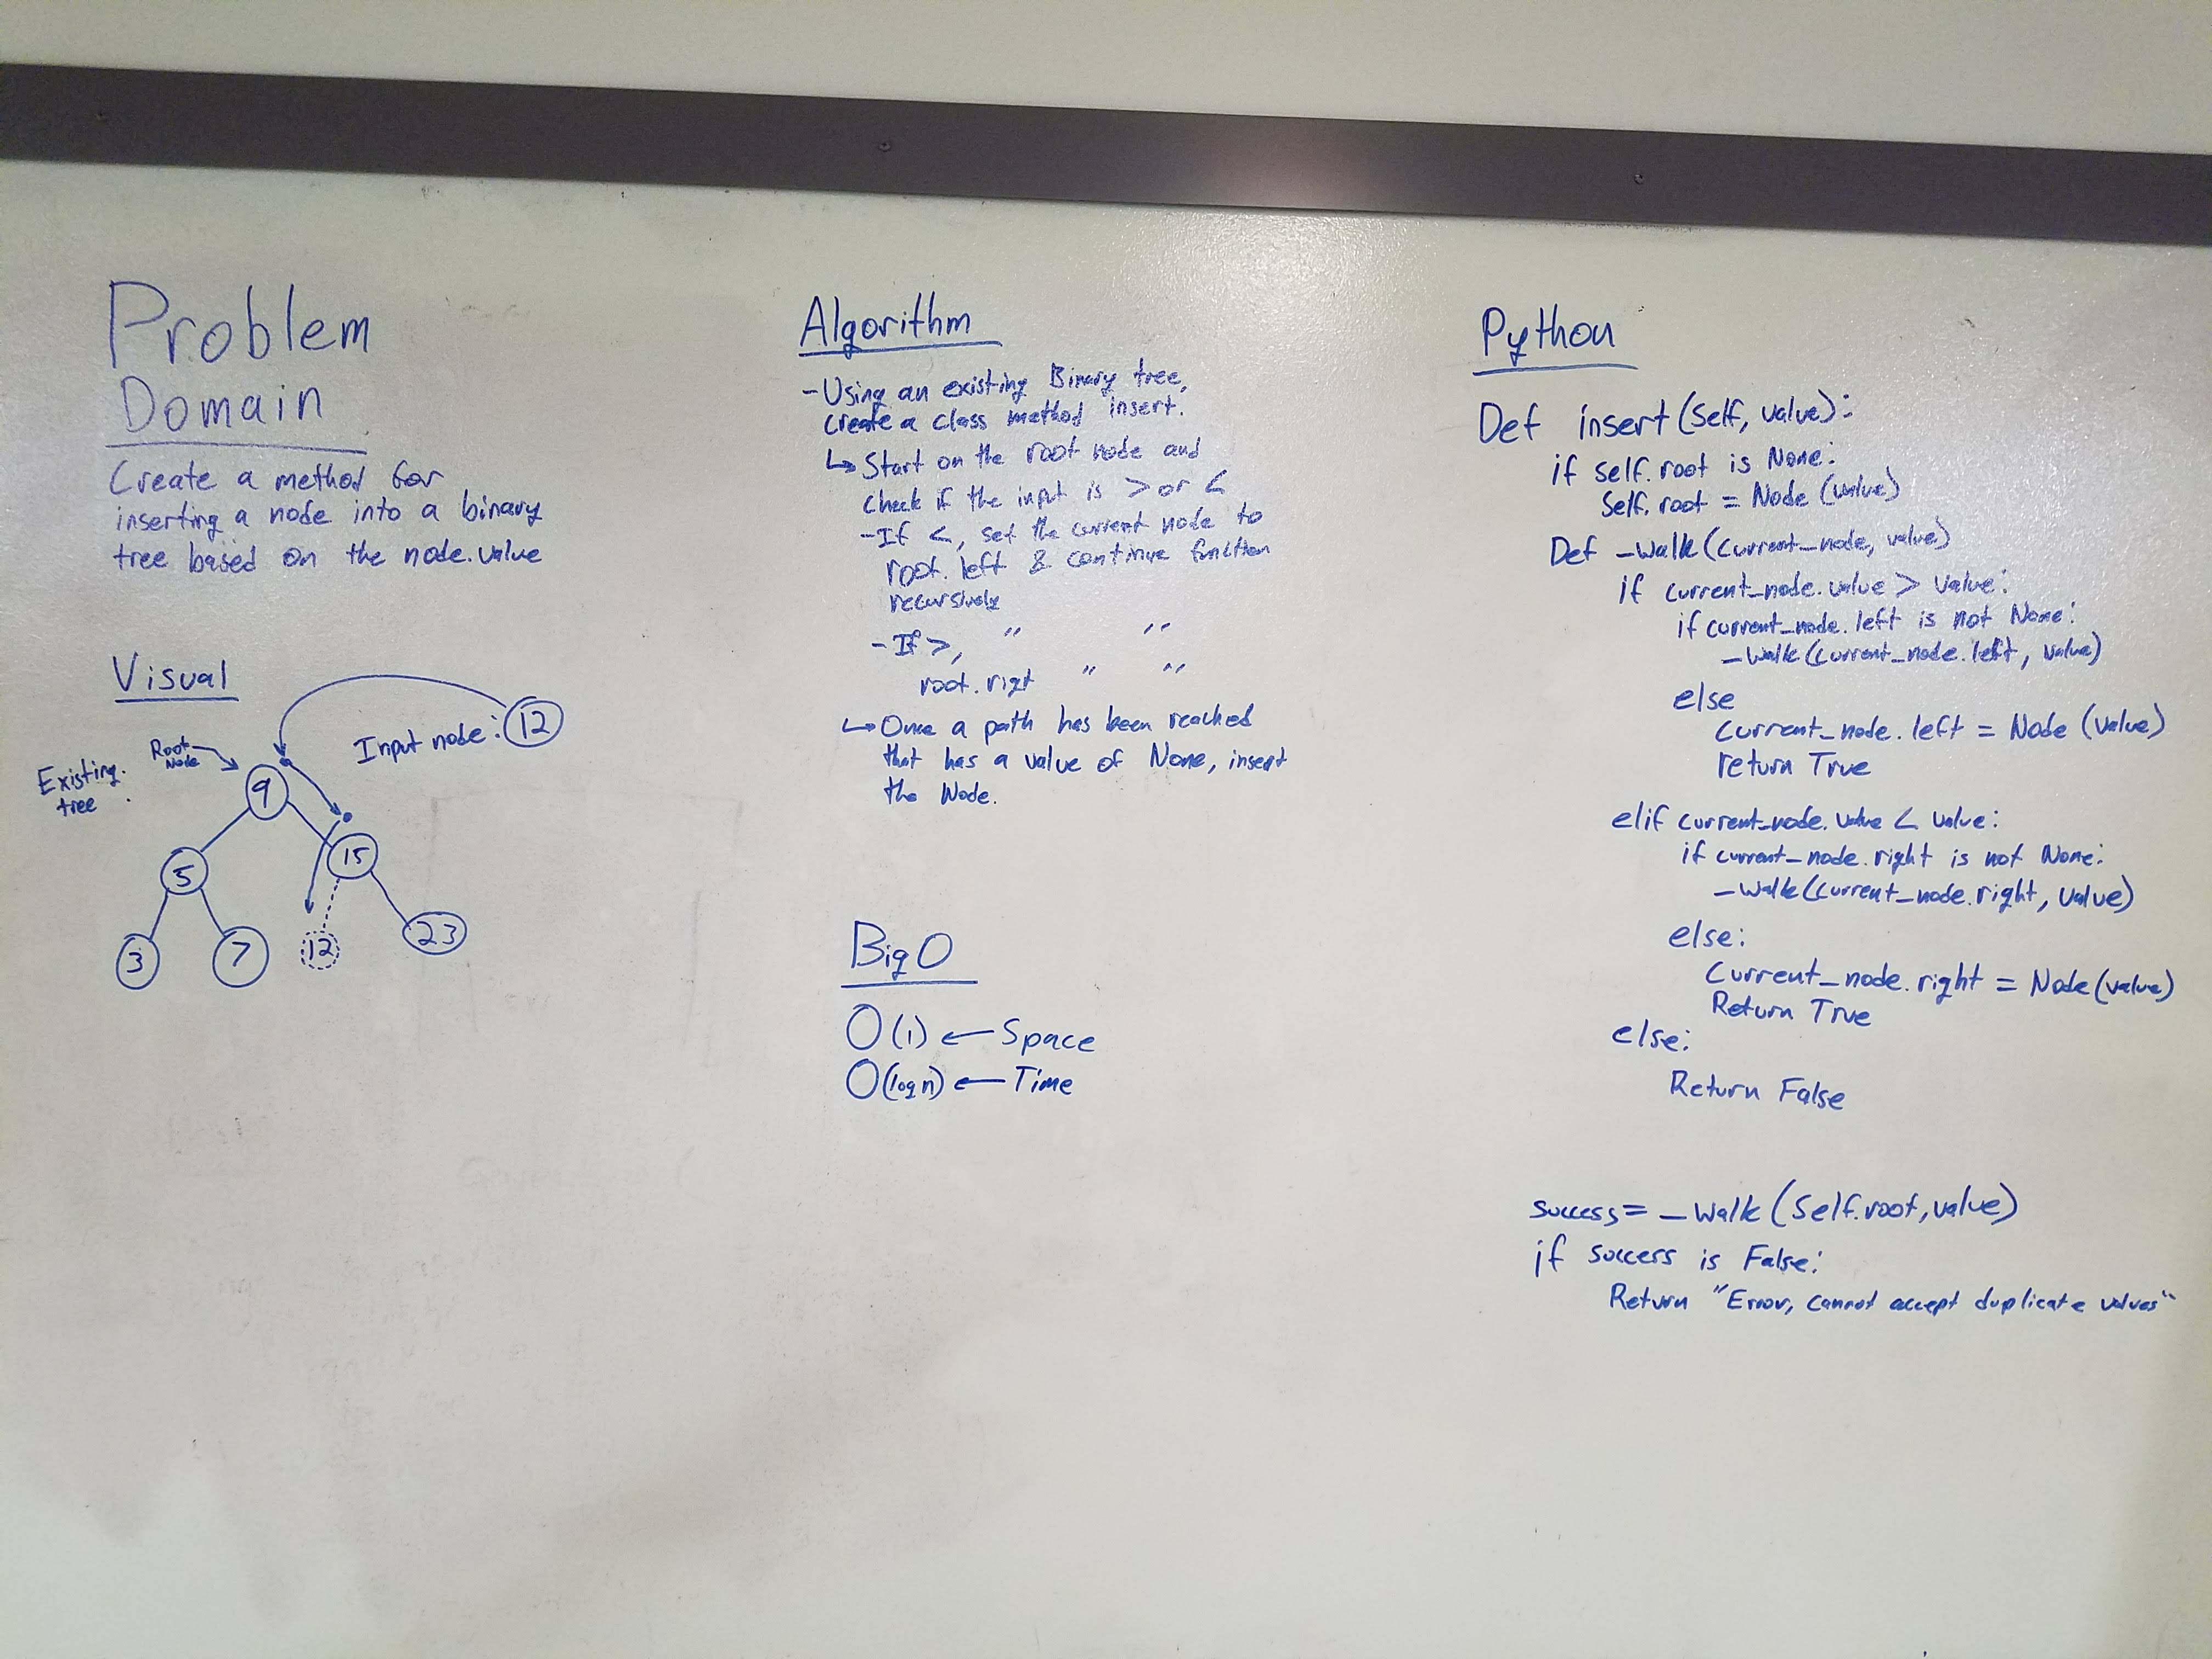 Problem
Domain
Create a method for
inserting a node into a binary
tree based on the node.value
Visual
Input node: 12
Root
Node
Existing
tree
9
5
15
3
7
12
23
Algorithm
- Using an existing Binary tree,
create a class method insert.
↳ Start on the root node and
check if the input is > or <
- If <, set the current node to
root.left & continue function
recursively
- If >, " "
root.rigt " "
↳ Once a path has been reached
that has a value of None, insert
the Node.
Big O
O(1) ← Space
O(log n) ← Time
Python
Def insert(self, value):
if self.root is None:
self.root = Node (value)
Def _walk(current_node, value)
if current_node.value > value:
if current_node.left is not None:
_walk(current_node.left, value)
else
current_node.left = Node (value)
return True
elif current_node.value < value:
if current_node.right is not None:
_walk(current_node.right, value)
else:
current_node.right = Node(value)
Return True
else:
Return False
success = _walk(self.root, value)
if success is False:
Return "Error, cannot accept duplicate values"